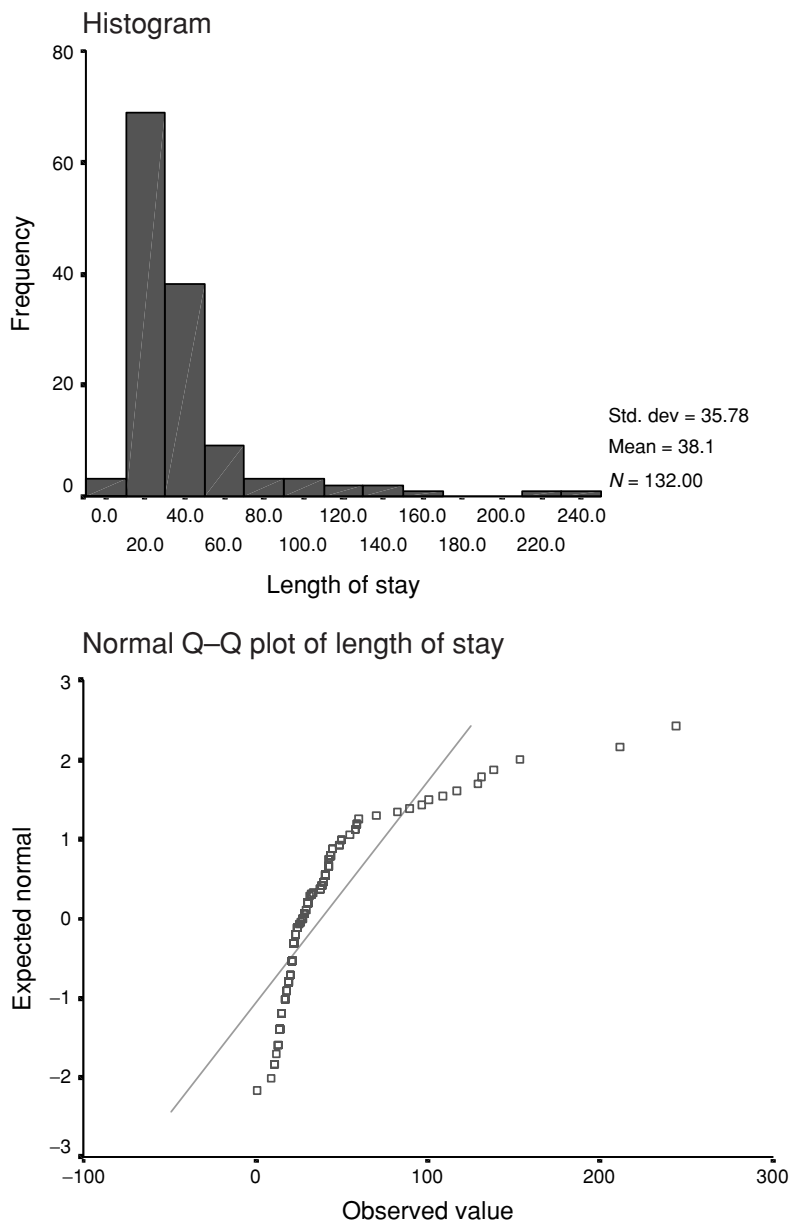 Histogram
80
60
40
20
0
Frequency
0.0 40.0 80.0 120.0 160.0 200.0 240.0
20.0 60.0 100.0 140.0 180.0 220.0
Length of stay
Std. dev = 35.78
Mean = 38.1
N = 132.00
Normal Q–Q plot of length of stay
3
2
1
0
–1
–2
–3
Expected normal
–100 0 100 200 300
Observed value